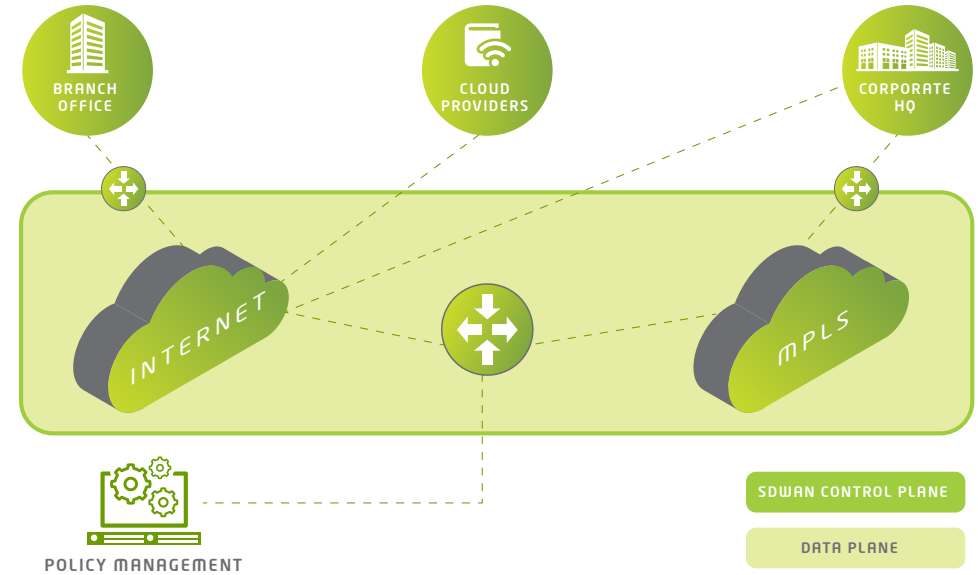 BRANCH
OFFICE
CLOUD
PROVIDERS
CORPORATE
HQ
INTERNET
MPLS
POLICY MANAGEMENT
SDWAN CONTROL PLANE
DATA PLANE